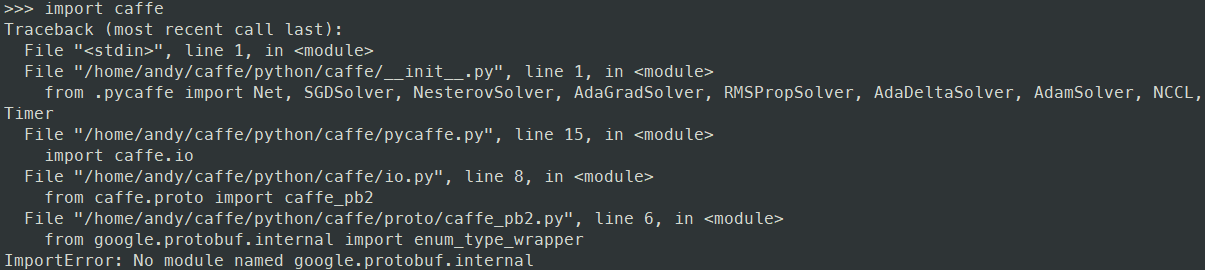 >>> import caffe
Traceback (most recent call last):
  File "<stdin>", line 1, in <module>
  File "/home/andy/caffe/python/caffe/__init__.py", line 1, in <module>
    from .pycaffe import Net, SGDSolver, NesterovSolver, AdaGradSolver, RMSPropSolver, AdaDeltaSolver, AdamSolver, NCCL,
Timer
  File "/home/andy/caffe/python/caffe/pycaffe.py", line 15, in <module>
    import caffe.io
  File "/home/andy/caffe/python/caffe/io.py", line 8, in <module>
    from caffe.proto import caffe_pb2
  File "/home/andy/caffe/python/caffe/proto/caffe_pb2.py", line 6, in <module>
    from google.protobuf.internal import enum_type_wrapper
ImportError: No module named google.protobuf.internal